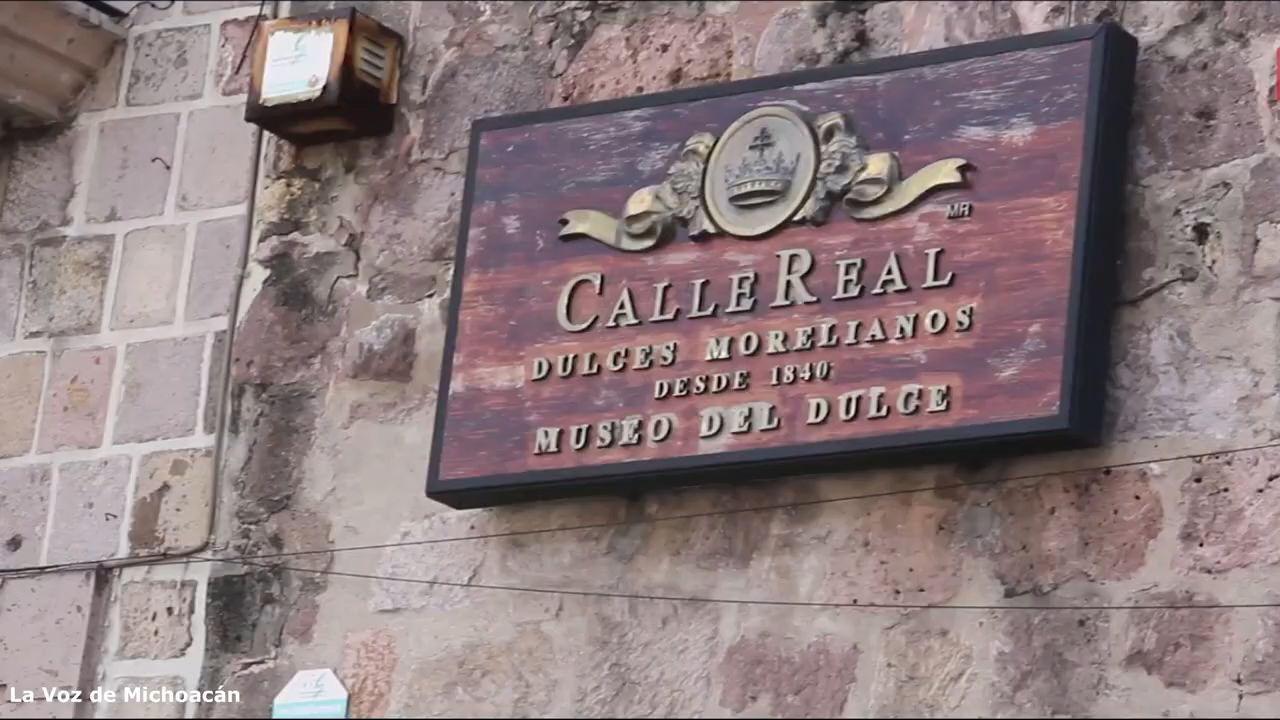 MR
CALLE REAL
DULCES MORELIANOS
DESDE 1840
MUSEO DEL DULCE
La Voz de Michoacán